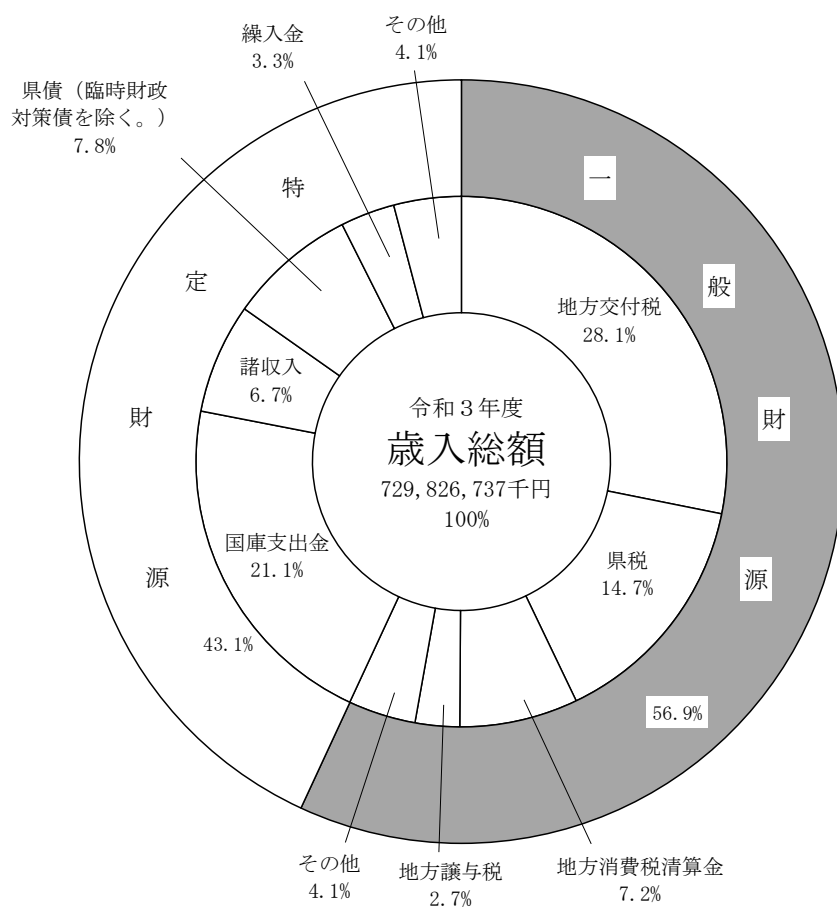 繰入金
3.3%
その他
4.1%
県債（臨時財政
対策債を除く。）
7.8%
特
定
財
源
43.1%
一
般
財
源
56.9%
地方交付税
28.1%
諸収入
6.7%
令和３年度
歳入総額
729,826,737千円
100%
国庫支出金
21.1%
県税
14.7%
その他
4.1%
地方譲与税
2.7%
地方消費税清算金
7.2%